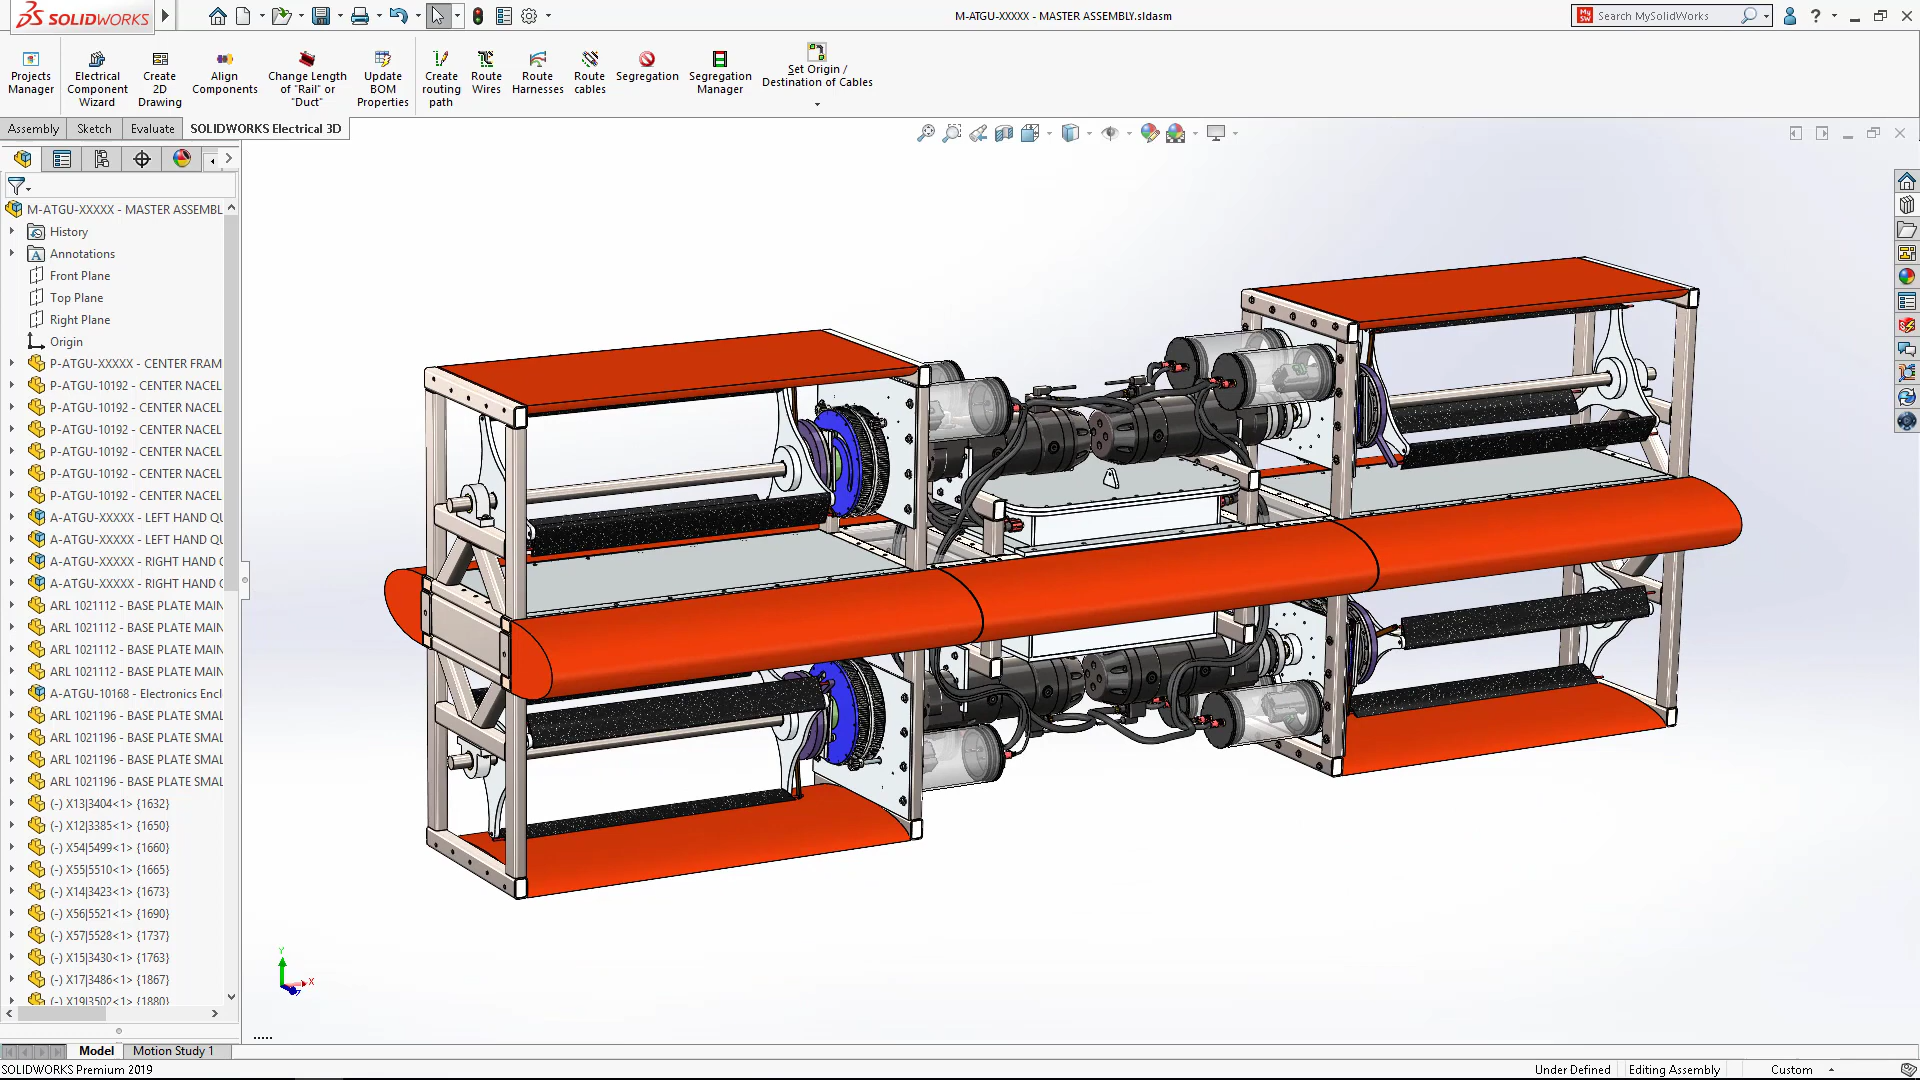 SOLIDWORKS
M-ATGU-XXXXX - MASTER ASSEMBLY.sldasm
Search MySolidWorks
Projects Manager
Electrical Component Wizard
Create 2D Drawing
Align Components
Change Length of "Rail" or "Duct"
Update BOM Properties
Create routing path
Route Wires
Route Harnesses
Route cables
Segregation
Segregation Manager
Set Origin / Destination of Cables
Assembly
Sketch
Evaluate
SOLIDWORKS Electrical 3D
M-ATGU-XXXXX - MASTER ASSEMBL
History
Annotations
Front Plane
Top Plane
Right Plane
Origin
P-ATGU-XXXXX - CENTER FRAM
P-ATGU-10192 - CENTER NACEL
P-ATGU-10192 - CENTER NACEL
P-ATGU-10192 - CENTER NACEL
P-ATGU-10192 - CENTER NACEL
P-ATGU-10192 - CENTER NACEL
P-ATGU-10192 - CENTER NACEL
A-ATGU-XXXXX - LEFT HAND QU
A-ATGU-XXXXX - LEFT HAND QU
A-ATGU-XXXXX - RIGHT HAND Q
A-ATGU-XXXXX - RIGHT HAND Q
ARL 1021112 - BASE PLATE MAIN
ARL 1021112 - BASE PLATE MAIN
ARL 1021112 - BASE PLATE MAIN
ARL 1021112 - BASE PLATE MAIN
A-ATGU-10168 - Electronics Encl
ARL 1021196 - BASE PLATE SMAL
ARL 1021196 - BASE PLATE SMAL
ARL 1021196 - BASE PLATE SMAL
ARL 1021196 - BASE PLATE SMAL
(-) X13|3404<1> {1632}
(-) X12|3385<1> {1650}
(-) X54|5499<1> {1660}
(-) X55|5510<1> {1665}
(-) X14|3423<1> {1673}
(-) X56|5521<1> {1690}
(-) X57|5528<1> {1737}
(-) X15|3430<1> {1763}
(-) X17|3486<1> {1867}
(-) X19|3502<1> {1880}
Y
X
Z
Model
Motion Study 1
SOLIDWORKS Premium 2019
Under Defined
Editing Assembly
Custom